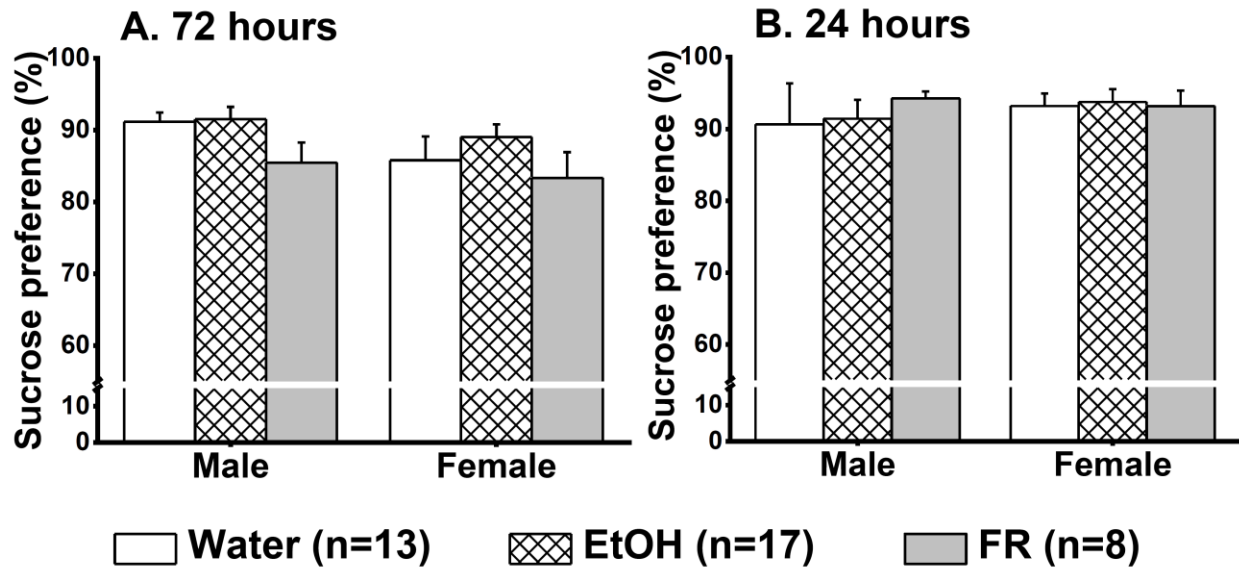 A. 72 hours
Sucrose preference (%)
100
90
80
70
60
10
0
Male Female
B. 24 hours
Sucrose preference (%)
100
90
80
70
60
10
0
Male Female
Water (n=13) EtOH (n=17) FR (n=8)